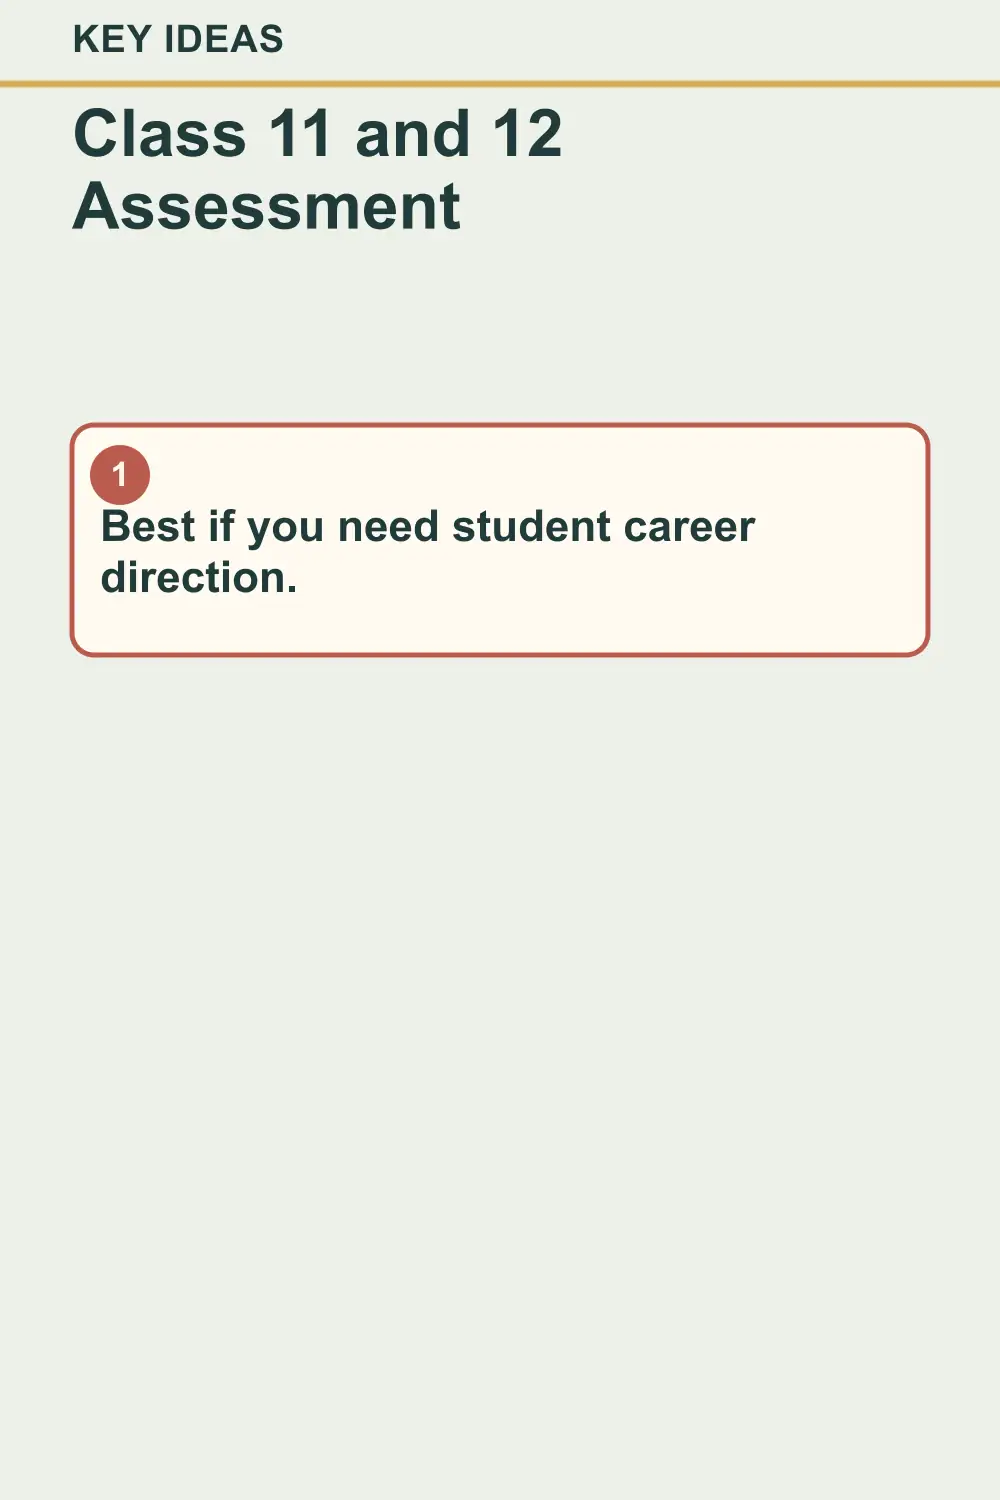 KEY IDEAS
Class 11 and 12
Assessment
1
Best if you need student career
direction.